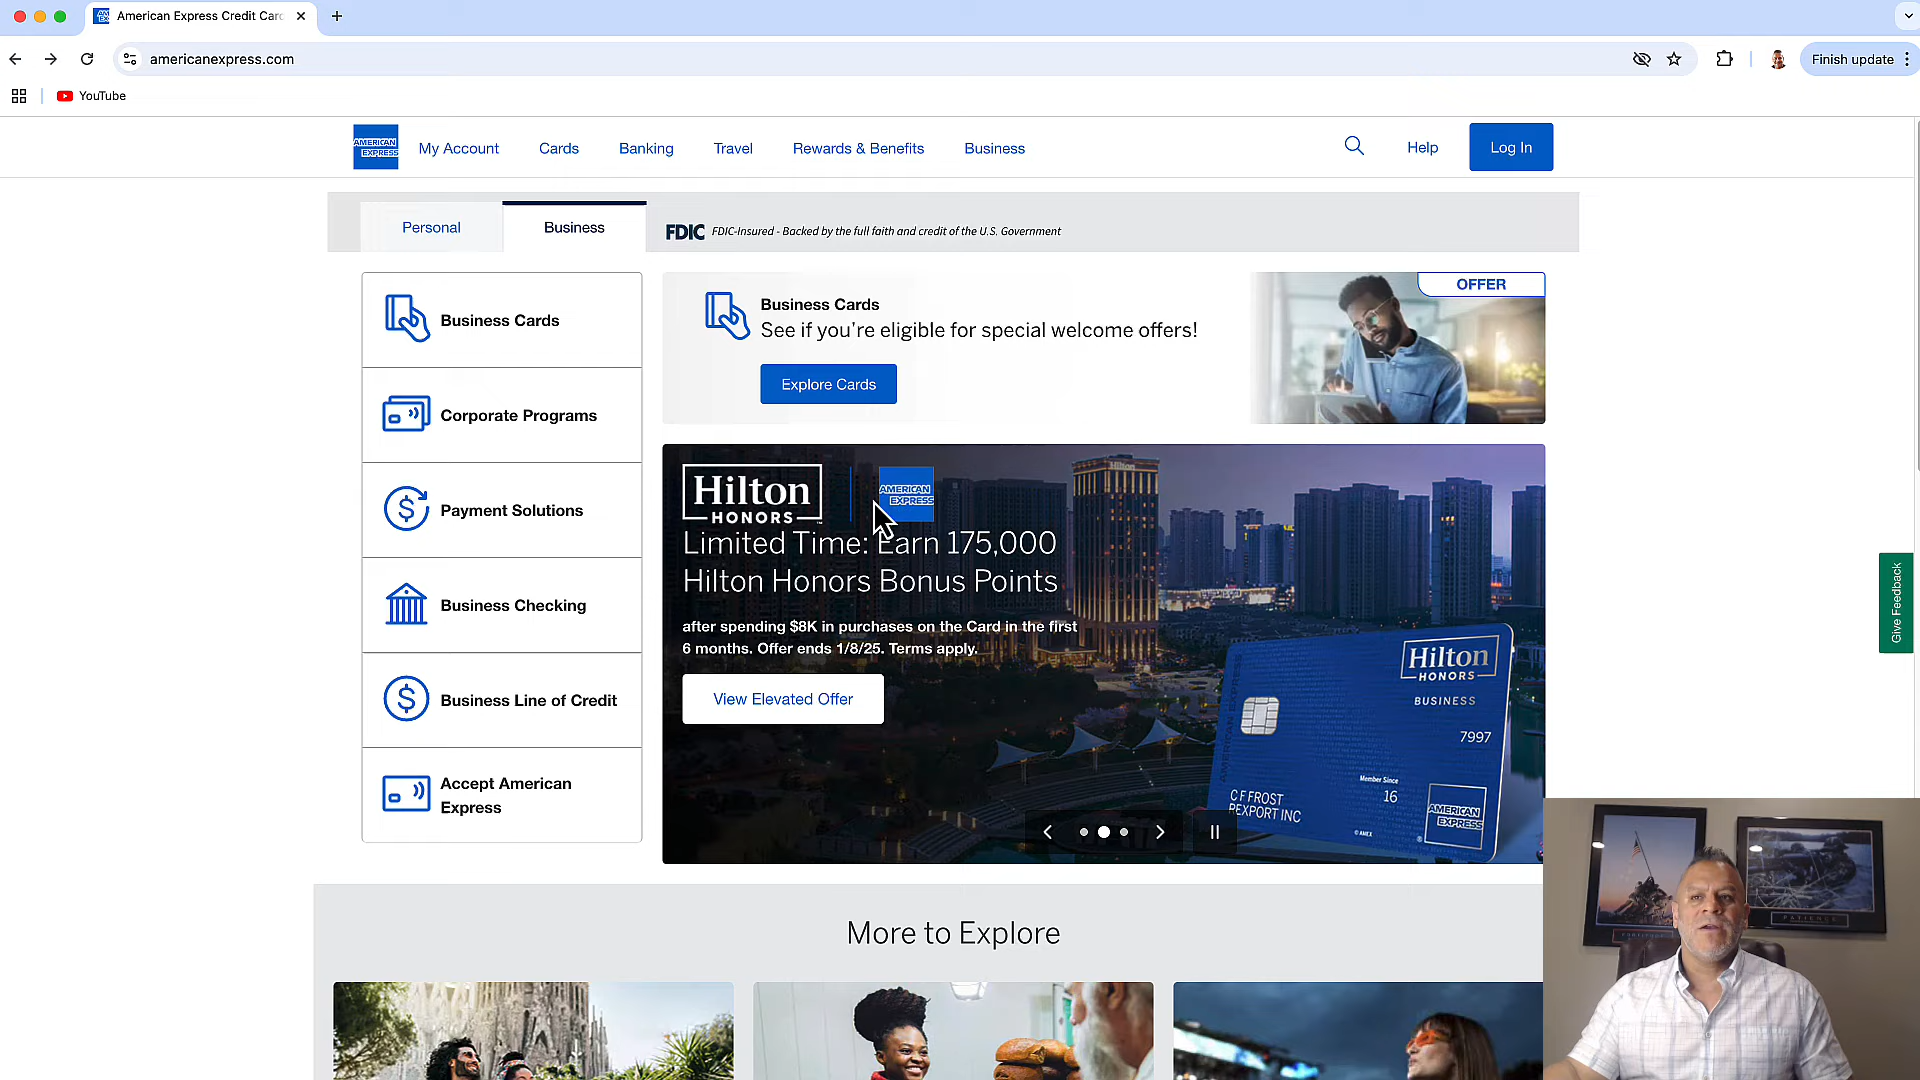 American Express Credit Car
americanexpress.com
Finish update
YouTube
AMERICAN
EXPRESS
My Account
Cards
Banking
Travel
Rewards & Benefits
Business
Help
Log In
Personal
Business
FDIC FDIC-Insured - Backed by the full faith and credit of the U.S. Government
Business Cards
Corporate Programs
Payment Solutions
Business Checking
Business Line of Credit
Accept American
Express
Business Cards
See if you're eligible for special welcome offers!
Explore Cards
OFFER
Hilton
HONORS
AMERICAN
EXPRESS
Limited Time: Earn 175,000
Hilton Honors Bonus Points
after spending $8K in purchases on the Card in the first
6 months. Offer ends 1/8/25. Terms apply.
View Elevated Offer
Hilton
Hilton
HONORS
BUSINESS
7997
Member Since
16
C F FROST
REXPORT INC
© AMEX
AMERICAN
EXPRESS
Give Feedback
More to Explore
PATIENCE